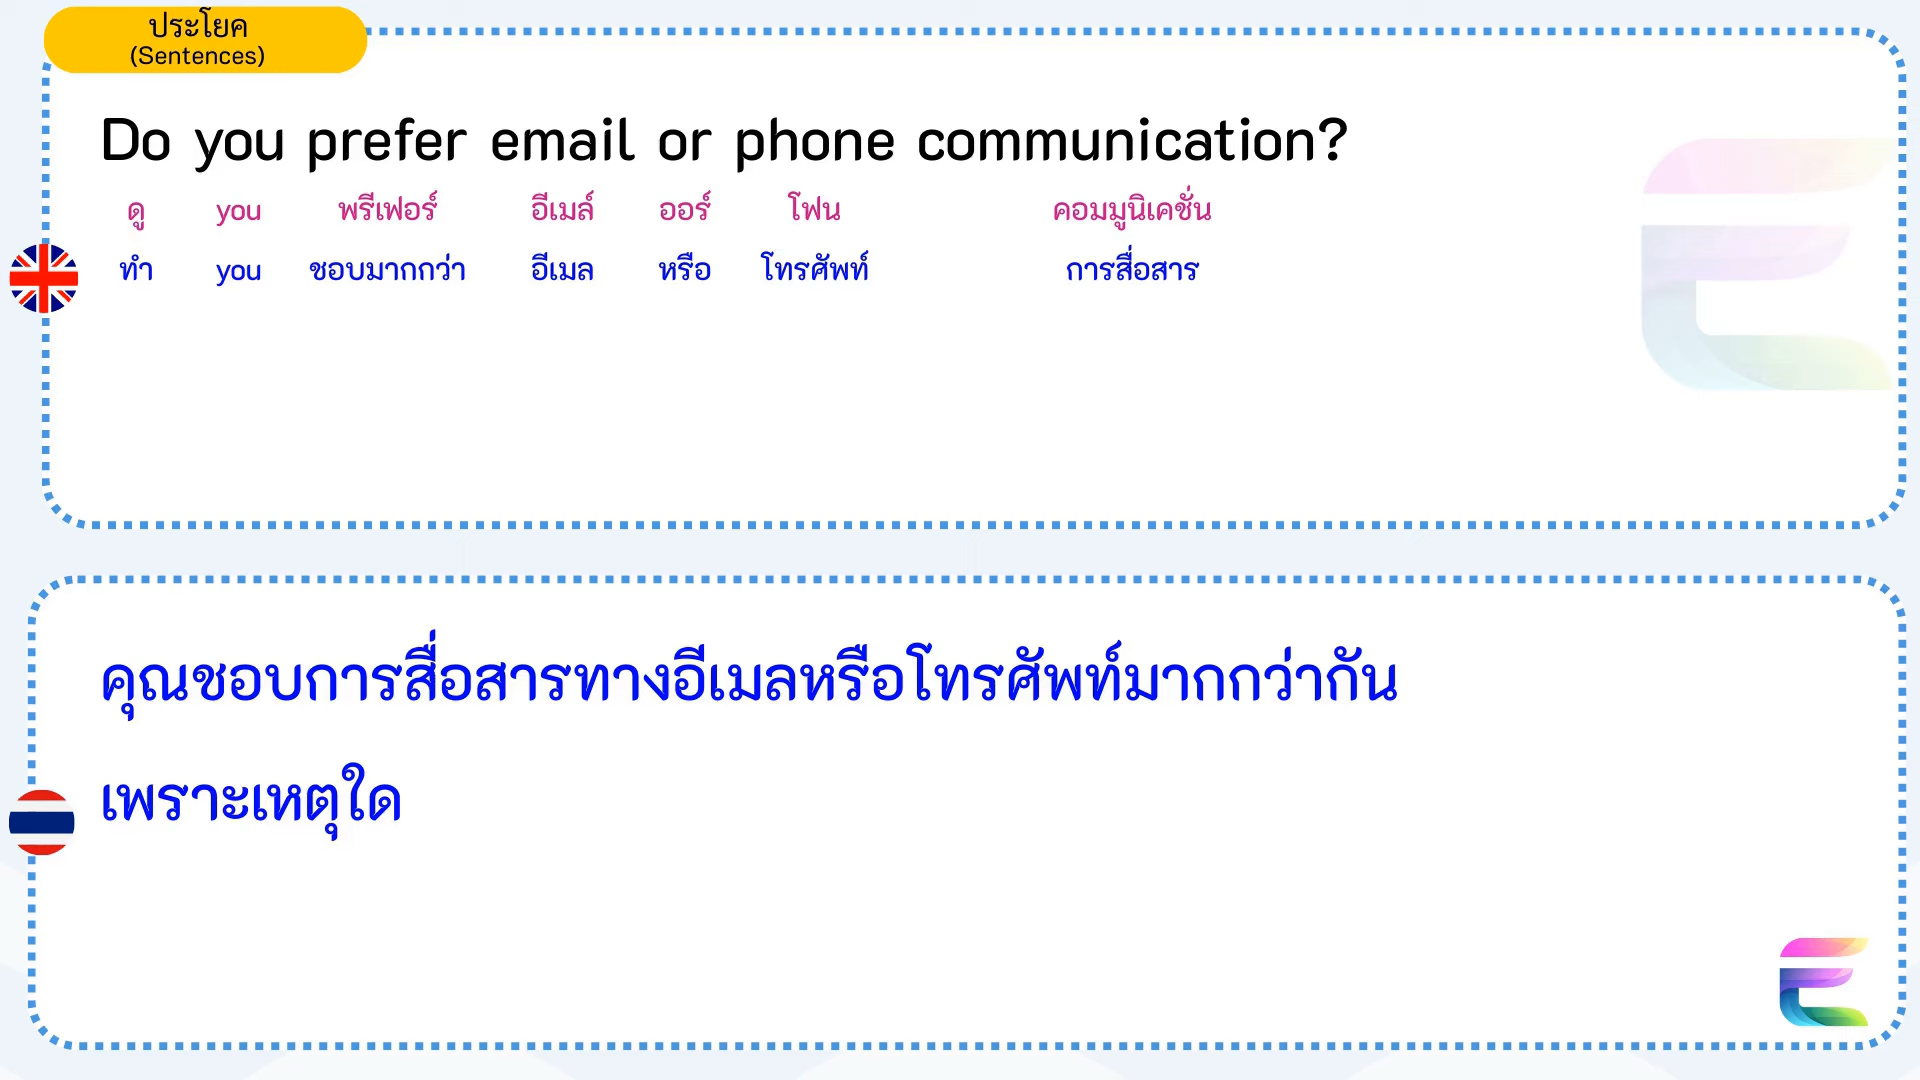 ประโยค
(Sentences)
Do you prefer email or phone communication?
ดู you พรีเฟอร์ อีเมล์ ออร์ โฟน คอมมูนิเคชั่น
ทำ you ชอบมากกว่า อีเมล หรือ โทรศัพท์ การสื่อสาร
คุณชอบการสื่อสารทางอีเมลหรือโทรศัพท์มากกว่ากัน
เพราะเหตุใด